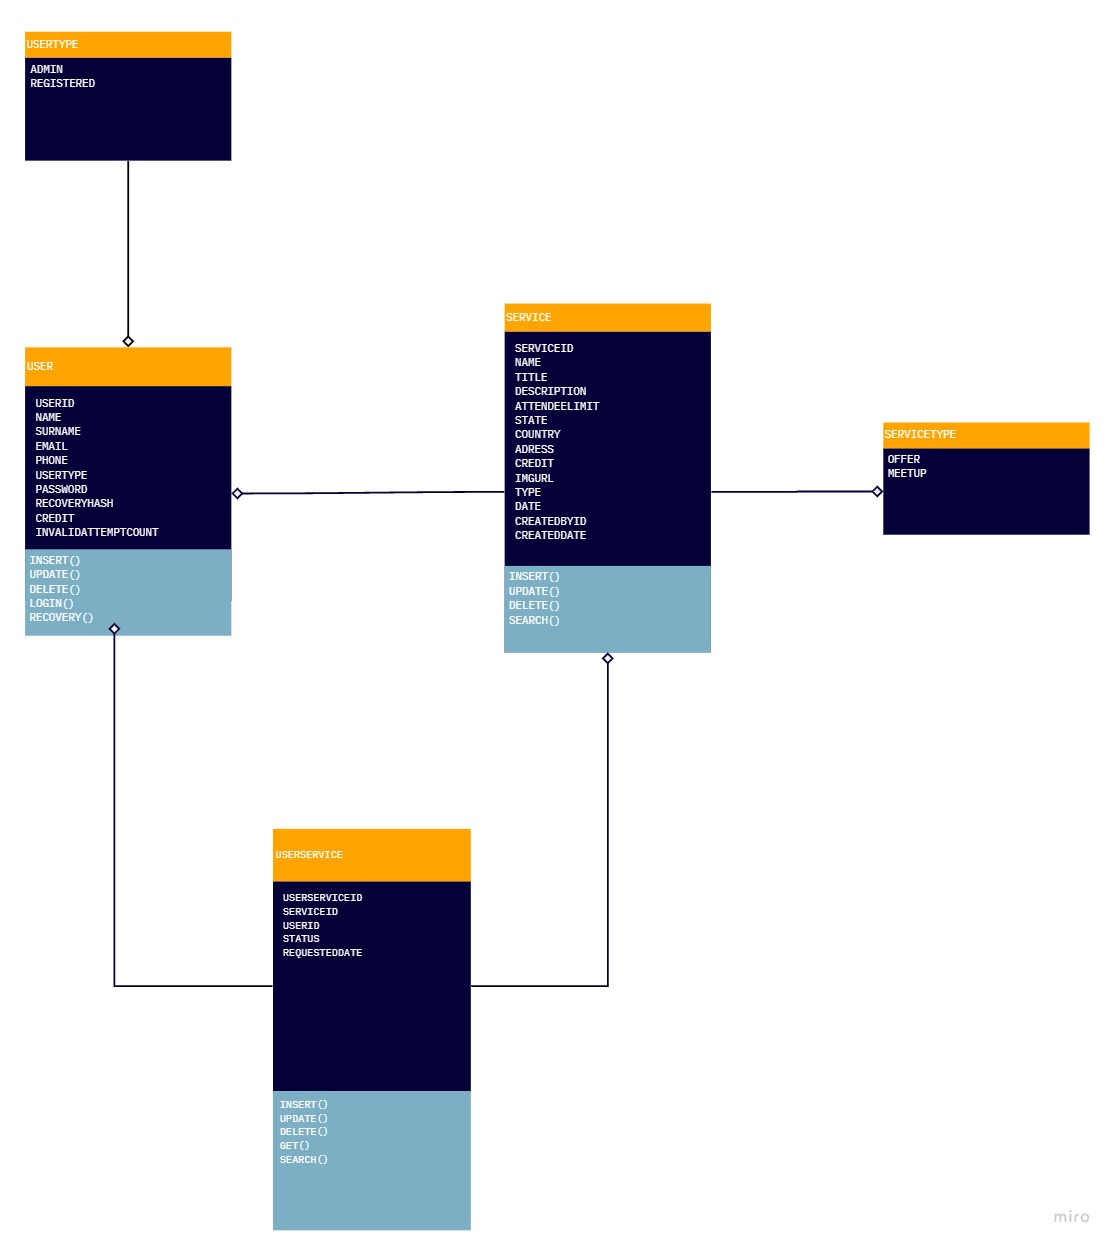 USERTYPE
ADMIN
REGISTERED
USER
USERID
NAME
SURNAME
EMAIL
PHONE
USERTYPE
PASSWORD
RECOVERYHASH
CREDIT
INVALIDATTEMPTCOUNT
INSERT()
UPDATE()
DELETE()
LOGIN()
RECOVERY()
SERVICE
SERVICEID
NAME
TITLE
DESCRIPTION
ATTENDEELIMIT
STATE
COUNTRY
ADRESS
CREDIT
IMGURL
TYPE
DATE
CREATEDBYID
CREATEDDATE
INSERT()
UPDATE()
DELETE()
SEARCH()
SERVICETYPE
OFFER
MEETUP
USERSERVICE
USERSERVICEID
SERVICEID
USERID
STATUS
REQUESTEDDATE
INSERT()
UPDATE()
DELETE()
GET()
SEARCH()
miro